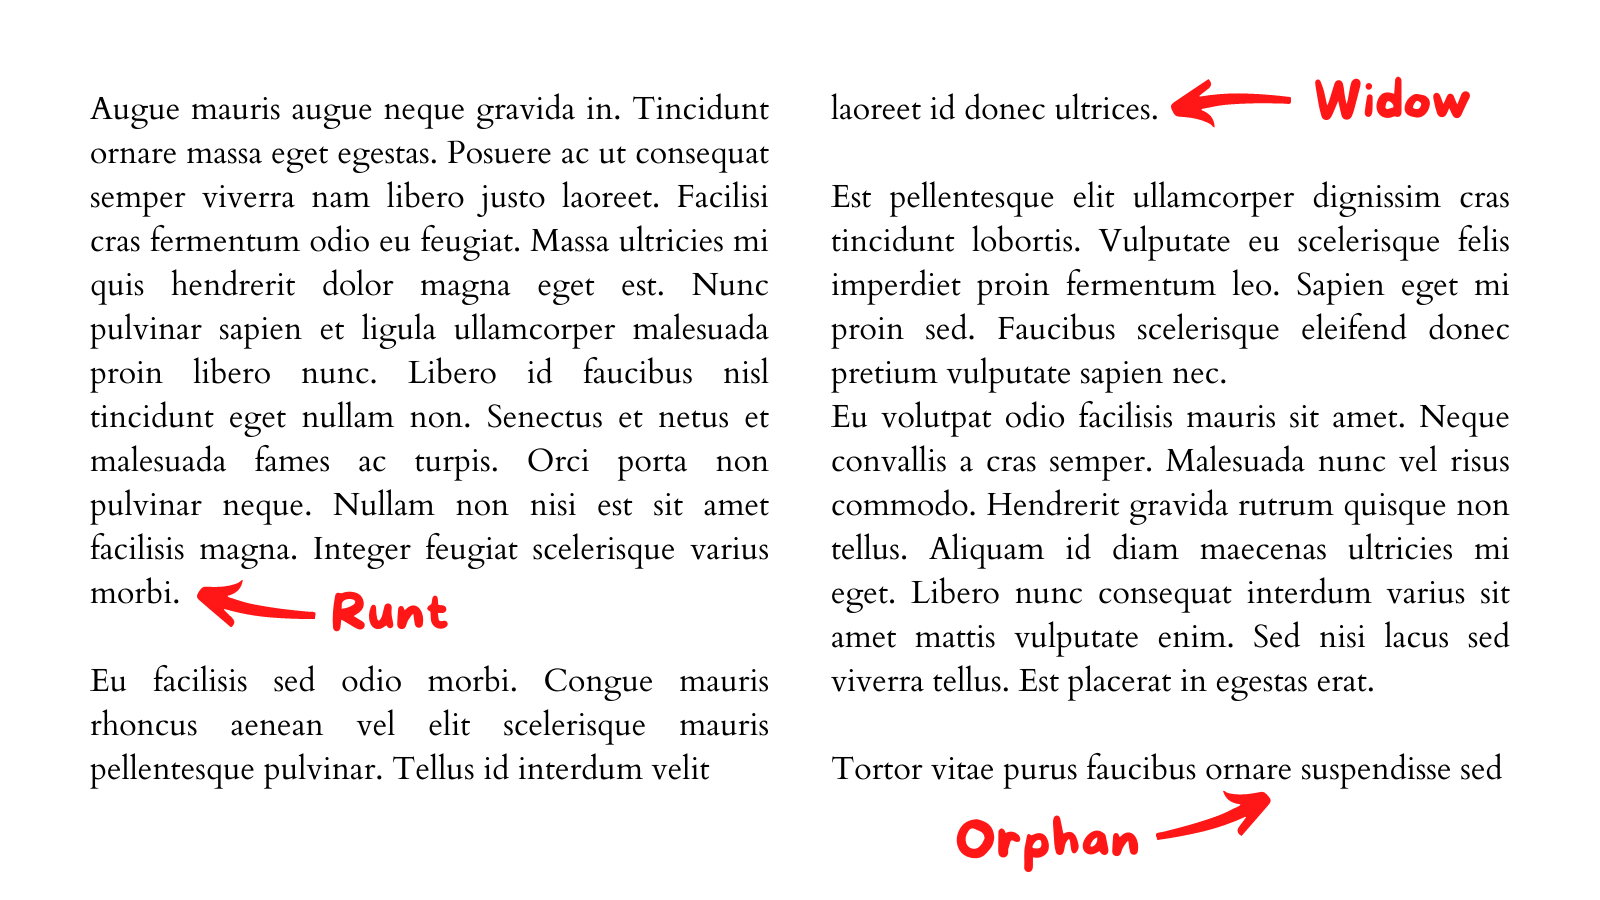 Augue mauris augue neque gravida in. Tincidunt
ornare massa eget egestas. Posuere ac ut consequat
semper viverra nam libero justo laoreet. Facilisi
cras fermentum odio eu feugiat. Massa ultricies mi
quis hendrerit dolor magna eget est. Nunc
pulvinar sapien et ligula ullamcorper malesuada
proin libero nunc. Libero id faucibus nisl
tincidunt eget nullam non. Senectus et netus et
malesuada fames ac turpis. Orci porta non
pulvinar neque. Nullam non nisi est sit amet
facilisis magna. Integer feugiat scelerisque varius
morbi.
Runt
Eu facilisis sed odio morbi. Congue mauris
rhoncus aenean vel elit scelerisque mauris
pellentesque pulvinar. Tellus id interdum velit
laoreet id donec ultrices.
Widow
Est pellentesque elit ullamcorper dignissim cras
tincidunt lobortis. Vulputate eu scelerisque felis
imperdiet proin fermentum leo. Sapien eget mi
proin sed. Faucibus scelerisque eleifend donec
pretium vulputate sapien nec.
Eu volutpat odio facilisis mauris sit amet. Neque
convallis a cras semper. Malesuada nunc vel risus
commodo. Hendrerit gravida rutrum quisque non
tellus. Aliquam id diam maecenas ultricies mi
eget. Libero nunc consequat interdum varius sit
amet mattis vulputate enim. Sed nisi lacus sed
viverra tellus. Est placerat in egestas erat.
Tortor vitae purus faucibus ornare suspendisse sed
Orphan